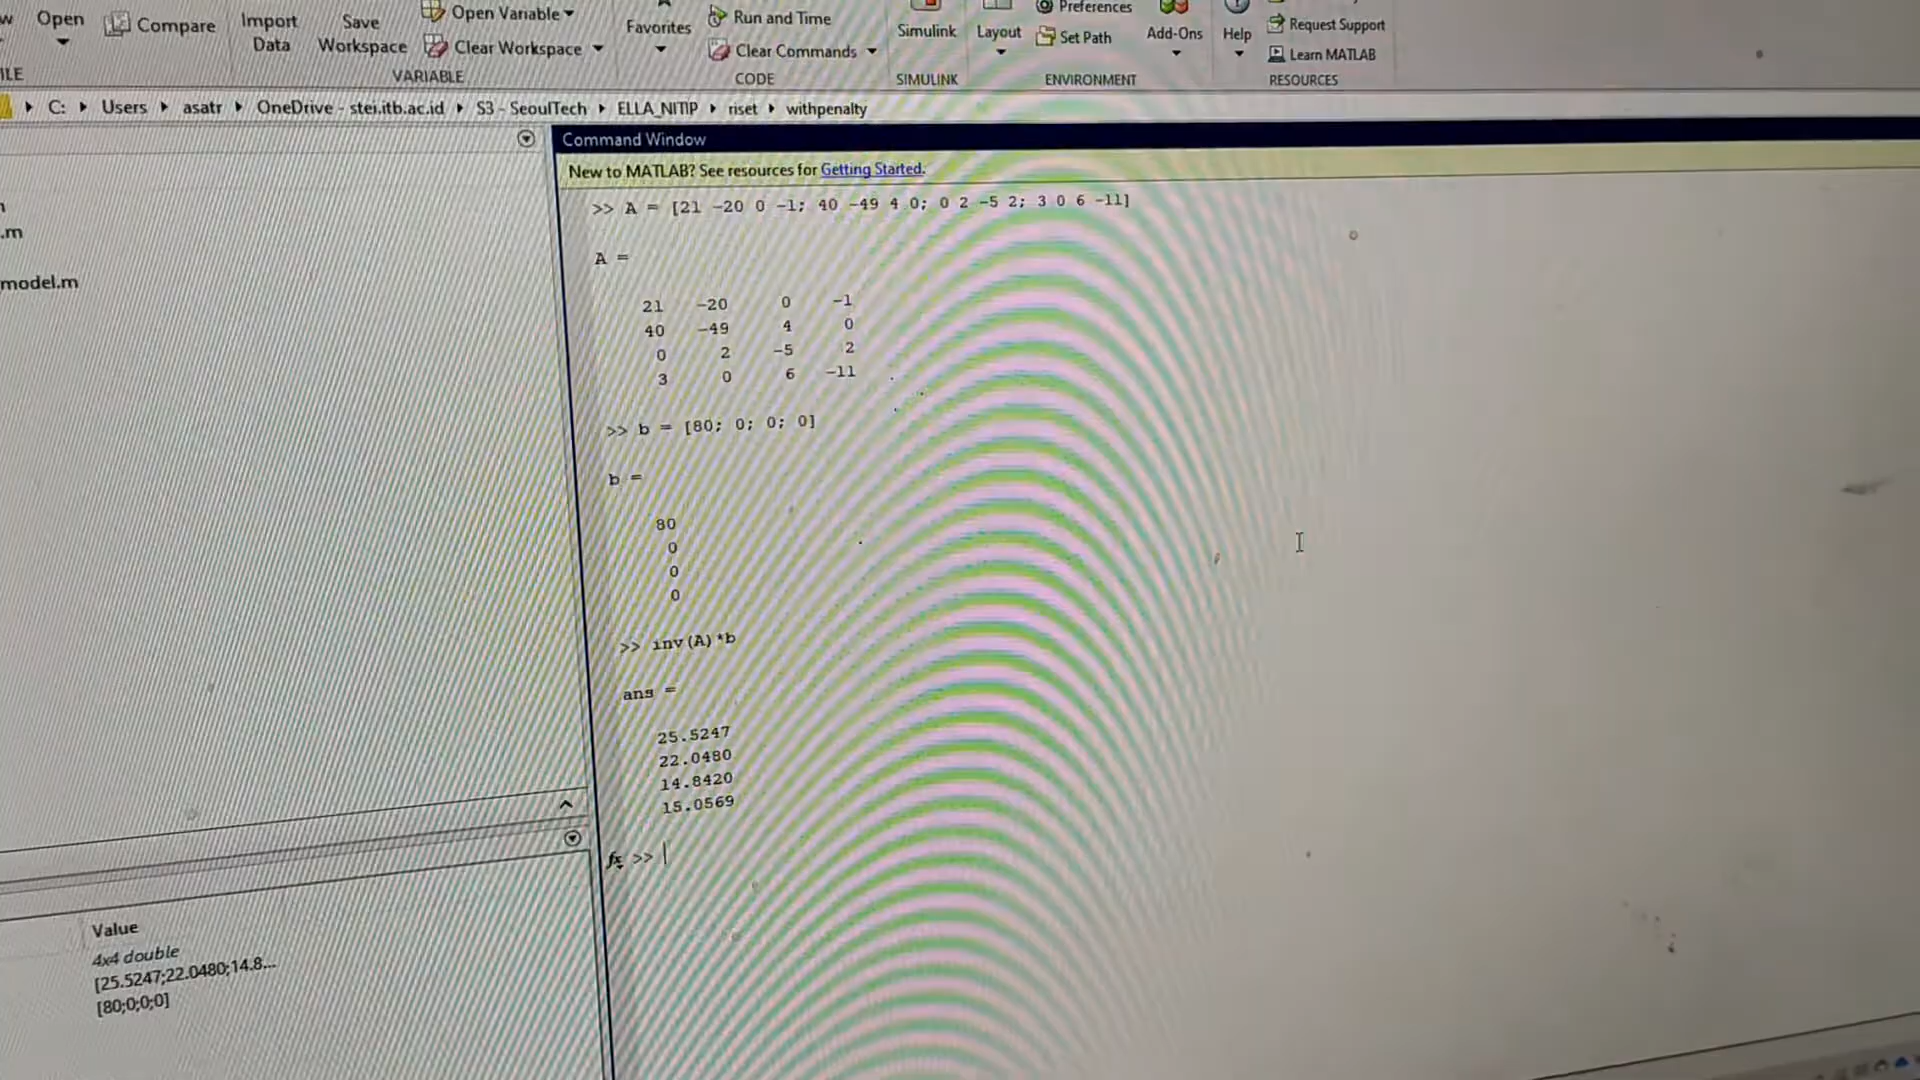 Open
Compare
Import Data
Save Workspace
Open Variable
Clear Workspace
VARIABLE
Favorites
Run and Time
Clear Commands
CODE
Simulink
SIMULINK
Layout
Preferences
Set Path
Add-Ons
ENVIRONMENT
Help
Request Support
Learn MATLAB
RESOURCES
C: Users asatr OneDrive - stei.itb.ac.id S3 - SeoulTech ELLA_NITIP riset withpenalty
.m
model.m
Command Window
New to MATLAB? See resources for Getting Started.
>> A = [21 -20 0 -1; 40 -49 4 0; 0 2 -5 2; 3 0 6 -11]
A =
21 -20 0 -1
40 -49 4 0
0 2 -5 2
3 0 6 -11
>> b = [80; 0; 0; 0]
b =
80
0
0
0
>> inv(A)*b
ans =
25.5247
22.0480
14.8420
15.0569
fx >>
Value
4x4 double
[25.5247;22.0480;14.8...
[80;0;0;0]